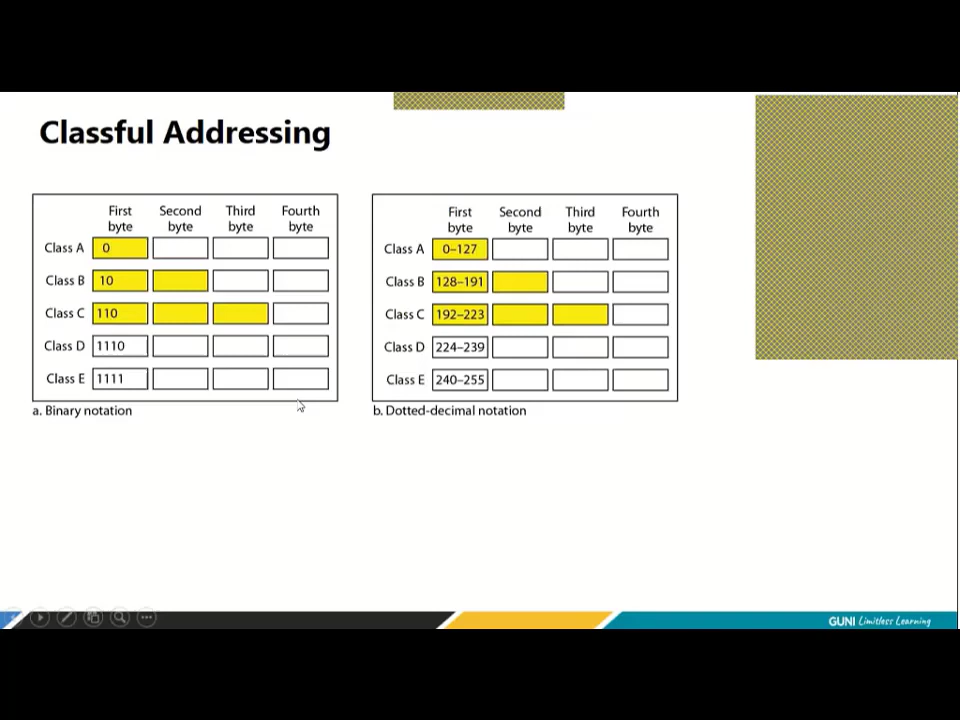 Classful Addressing
First Second Third Fourth
byte byte byte byte
Class A 0
Class B 10
Class C 110
Class D 1110
Class E 1111
a. Binary notation
First Second Third Fourth
byte byte byte byte
Class A 0–127
Class B 128–191
Class C 192–223
Class D 224–239
Class E 240–255
b. Dotted-decimal notation
GUNI Limitless Learning